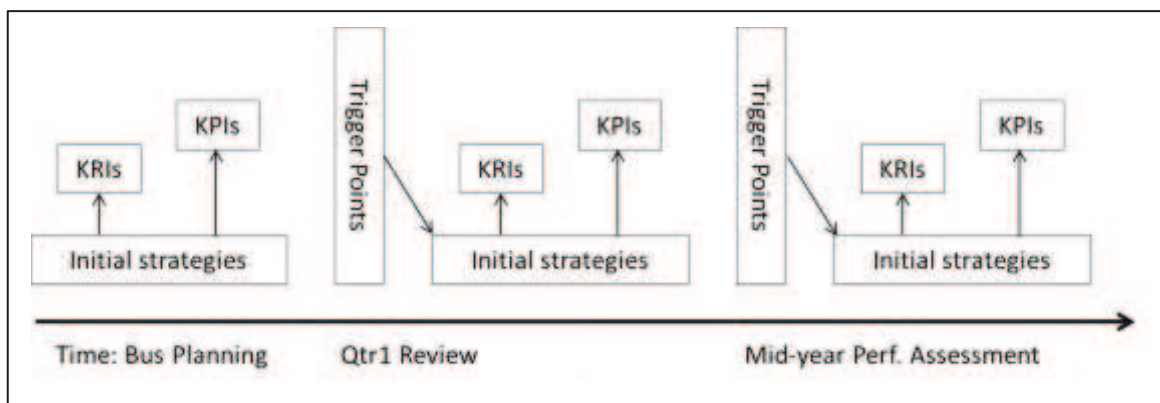 KPIs
KRIs
Initial strategies
Trigger Points
KPIs
KRIs
Initial strategies
Trigger Points
KPIs
KRIs
Initial strategies
Time: Bus Planning
Qtr1 Review
Mid-year Perf. Assessment